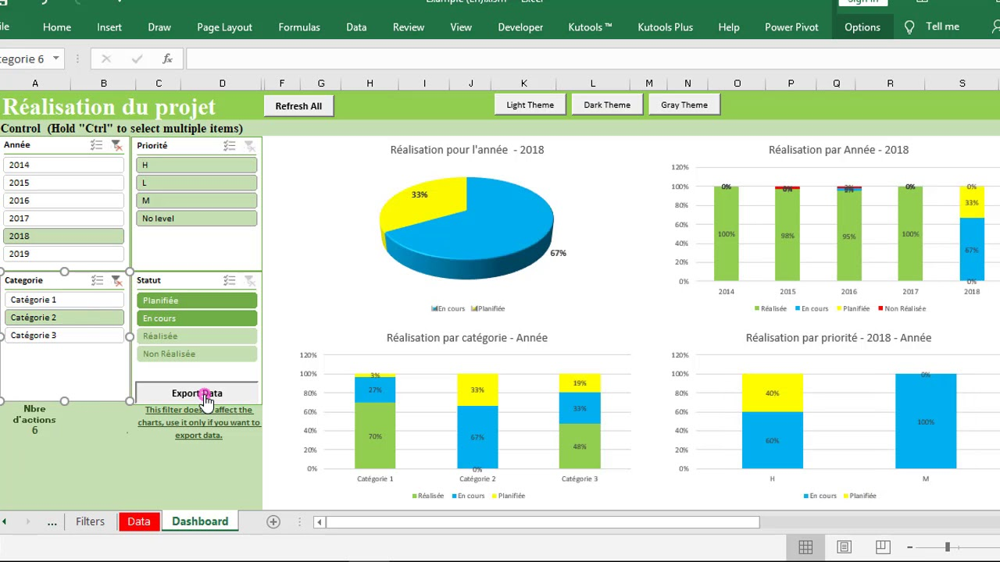 Home Insert Draw Page Layout Formulas Data Review View Developer Kutools ™ Kutools Plus Help Power Pivot Options Tell me
tegorie 6
fx
A B C D F G H I J K L M N O P Q R S
Réalisation du projet
Refresh All
Light Theme Dark Theme Gray Theme
Control (Hold "Ctrl" to select multiple items)
Année
2014
2015
2016
2017
2018
2019
Priorité
H
L
M
No level
Categorie
Catégorie 1
Catégorie 2
Catégorie 3
Statut
Planifiée
En cours
Réalisée
Non Réalisée
Export Data
Nbre
d'actions
6
This filter doesn't affect the
charts, use it only if you want to
export data.
Réalisation pour l'année - 2018
33%
67%
En cours Planifiée
Réalisation par Année - 2018
120%
100%
80%
60%
40%
20%
0%
0% 0% 0% 0%
100% 98% 95% 100% 33%
67%
0%
2014 2015 2016 2017 2018
Réalisée En cours Planifiée Non Réalisée
Réalisation par catégorie - Année
120%
100%
80%
60%
40%
20%
0%
3%
27%
70%
33%
67%
0%
19%
33%
48%
Catégorie 1 Catégorie 2 Catégorie 3
Réalisée En cours Planifiée
Réalisation par priorité - 2018 - Année
120%
100%
80%
60%
40%
20%
0%
40%
60%
0%
100%
H M
En cours Planifiée
... Filters Data Dashboard